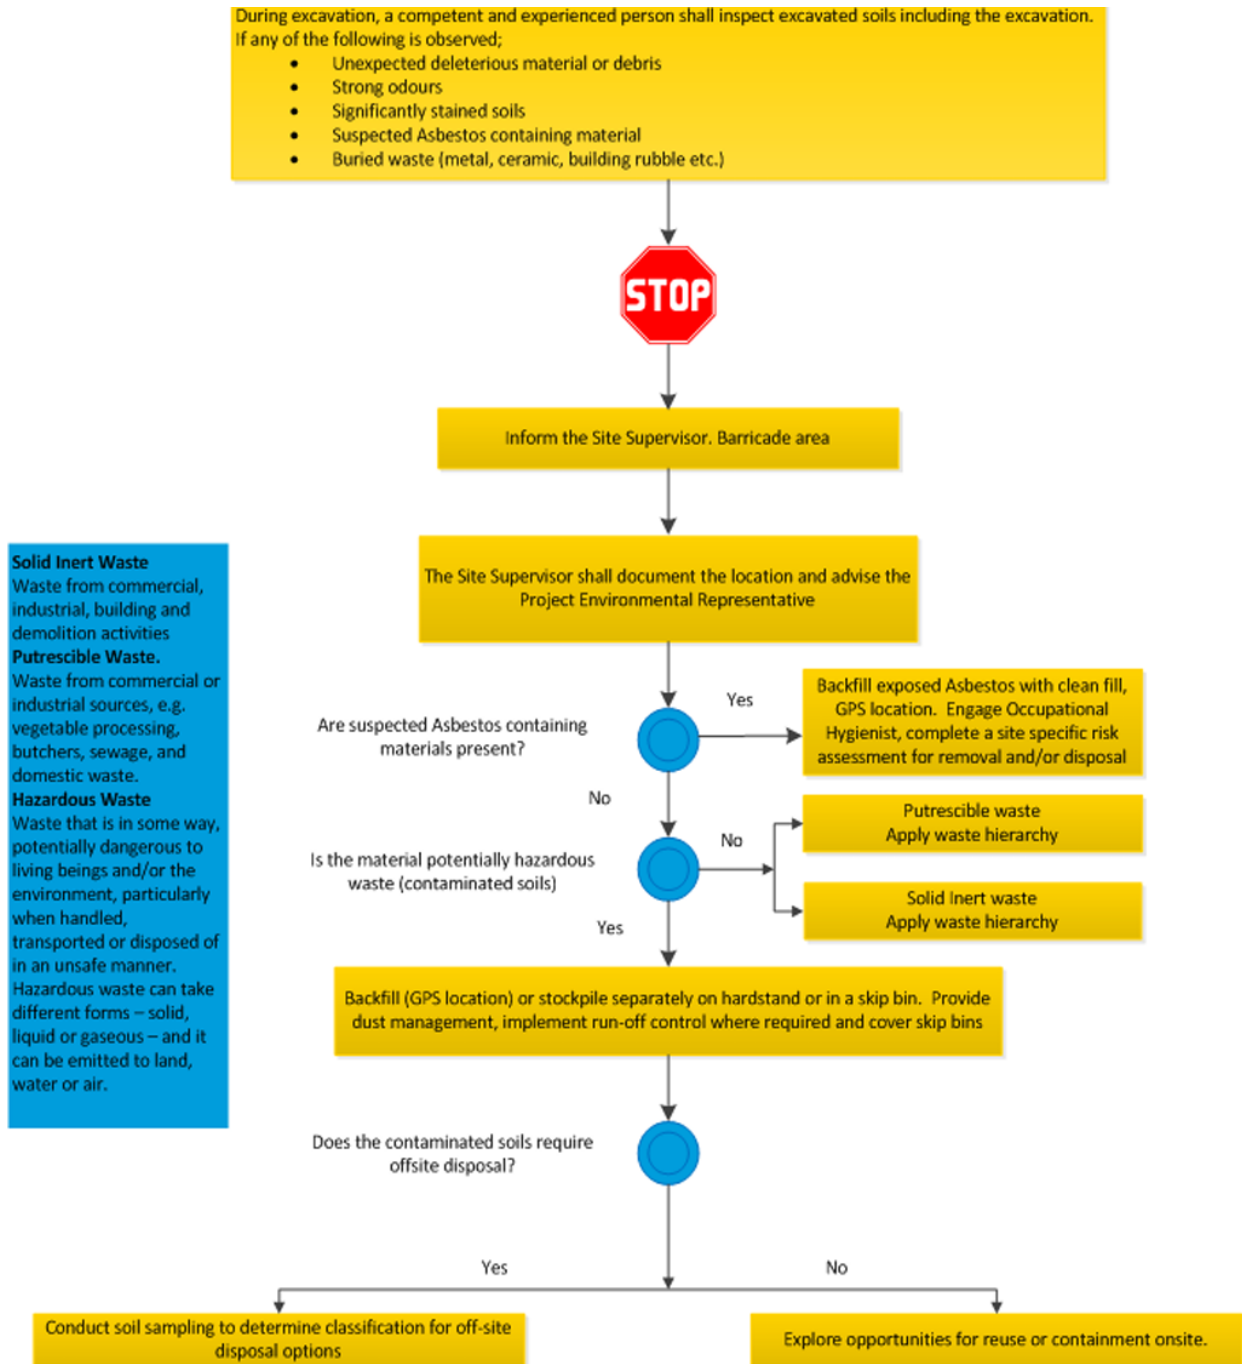 During excavation, a competent and experienced person shall inspect excavated soils including the excavation.
If any of the following is observed;
• Unexpected deleterious material or debris
• Strong odours
• Significantly stained soils
• Suspected Asbestos containing material
• Buried waste (metal, ceramic, building rubble etc.)
STOP
Inform the Site Supervisor. Barricade area
The Site Supervisor shall document the location and advise the
Project Environmental Representative
Are suspected Asbestos containing
materials present?
Yes
Backfill exposed Asbestos with clean fill,
GPS location. Engage Occupational
Hygienist, complete a site specific risk
assessment for removal and/or disposal
No
Is the material potentially hazardous
waste (contaminated soils)
No
Putrescible waste
Apply waste hierarchy
Solid Inert waste
Apply waste hierarchy
Yes
Backfill (GPS location) or stockpile separately on hardstand or in a skip bin. Provide
dust management, implement run-off control where required and cover skip bins
Does the contaminated soils require
offsite disposal?
Yes
No
Conduct soil sampling to determine classification for off-site
disposal options
Explore opportunities for reuse or containment onsite.
Solid Inert Waste
Waste from commercial,
industrial, building and
demolition activities
Putrescible Waste.
Waste from commercial or
industrial sources, e.g.
vegetable processing,
butchers, sewage, and
domestic waste.
Hazardous Waste
Waste that is in some way,
potentially dangerous to
living beings and/or the
environment, particularly
when handled,
transported or disposed of
in an unsafe manner.
Hazardous waste can take
different forms – solid,
liquid or gaseous – and it
can be emitted to land,
water or air.